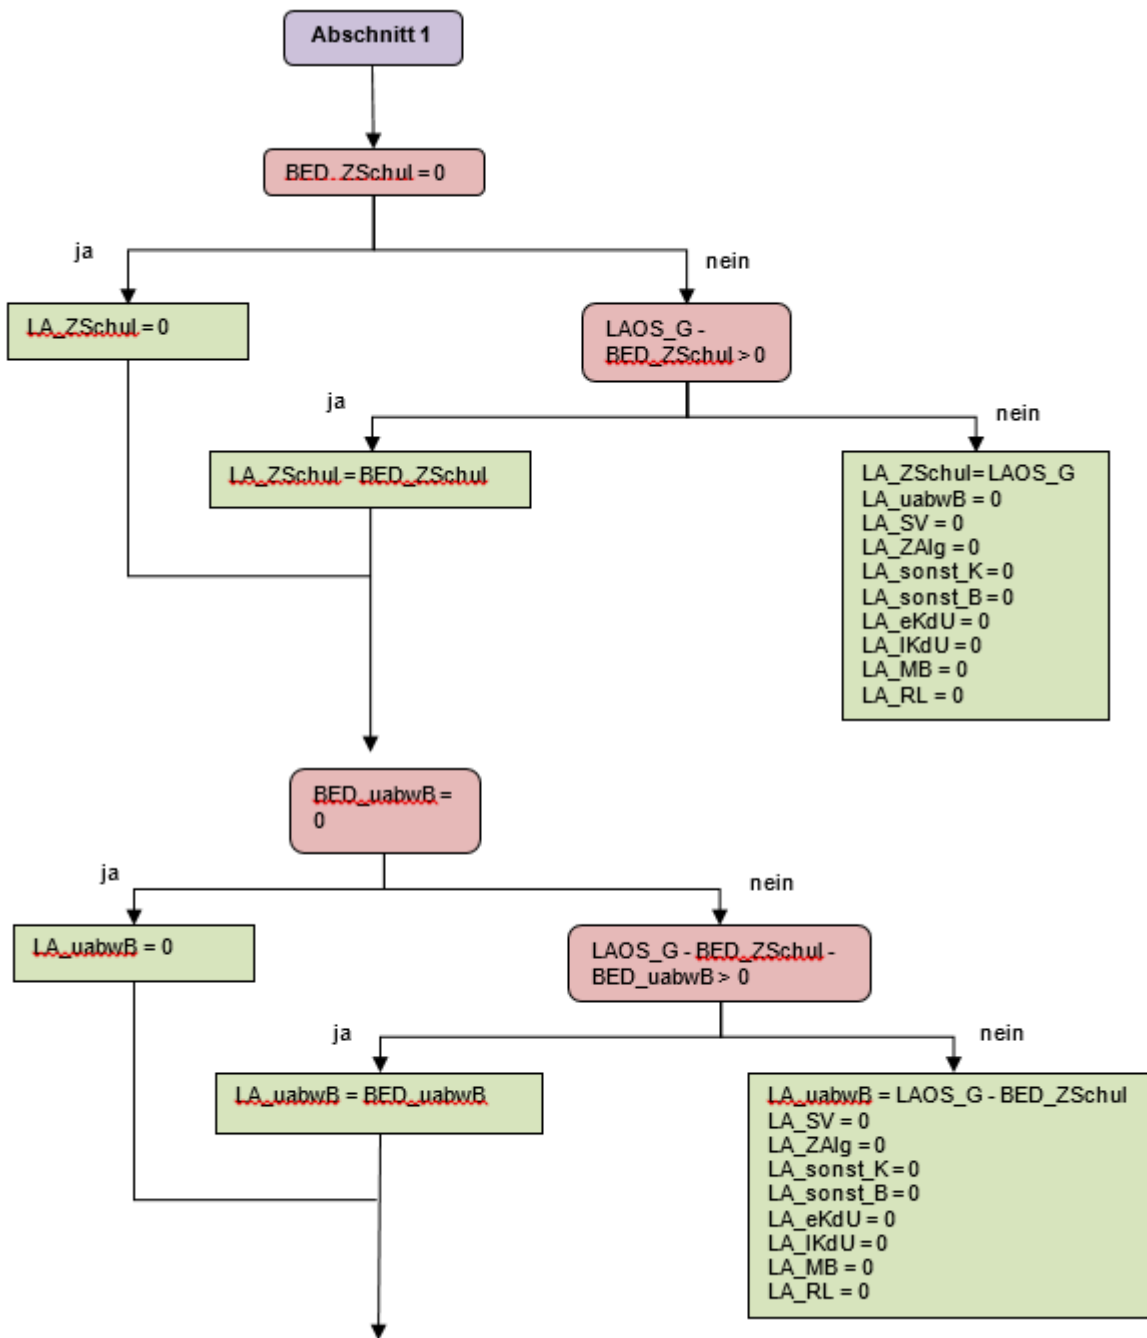 Abschnitt 1
BED_ZSchul = 0
ja
nein
LA_ZSchul = 0
LAOS_G -
BED_ZSchul > 0
ja
nein
LA_ZSchul = BED_ZSchul
LA_ZSchul= LAOS_G
LA_uabwB = 0
LA_SV = 0
LA_ZAlg = 0
LA_sonst_K = 0
LA_sonst_B = 0
LA_eKdU = 0
LA_lKdU = 0
LA_MB = 0
LA_RL = 0
BED_uabwB =
0
ja
nein
LA_uabwB = 0
LAOS_G - BED_ZSchul -
BED_uabwB > 0
ja
nein
LA_uabwB = BED_uabwB
LA_uabwB = LAOS_G - BED_ZSchul
LA_SV = 0
LA_ZAlg = 0
LA_sonst_K = 0
LA_sonst_B = 0
LA_eKdU = 0
LA_lKdU = 0
LA_MB = 0
LA_RL = 0